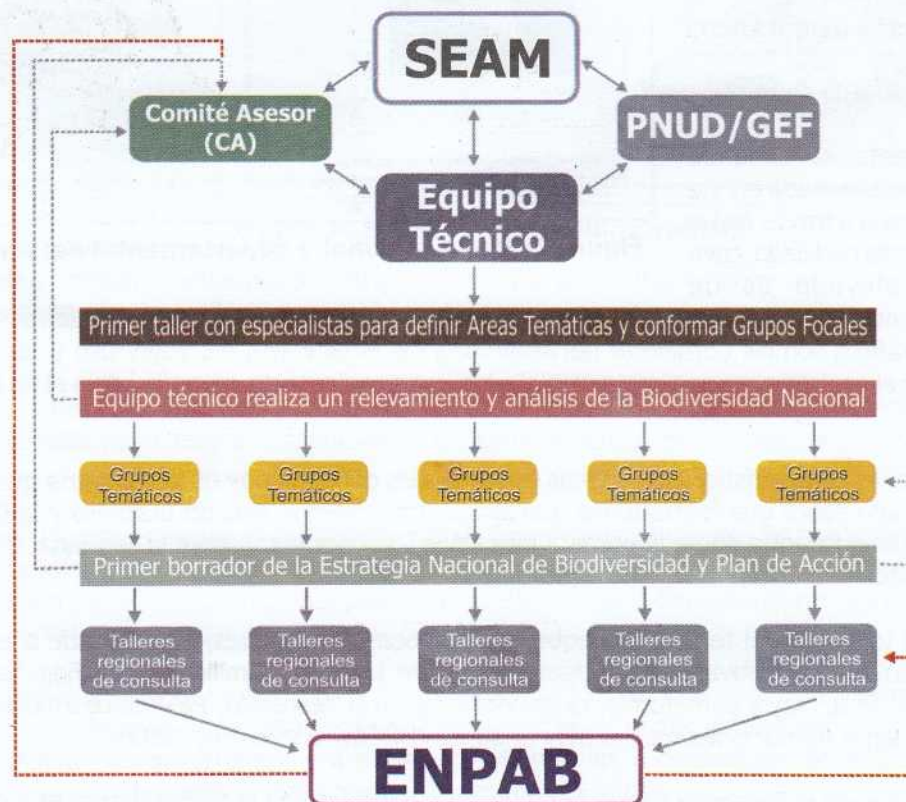 SEAM
Comité Asesor
(CA)
PNUD/GEF
Equipo
Técnico
Primer taller con especialistas para definir Areas Temáticas y conformar Grupos Focales
Equipo técnico realiza un relevamiento y análisis de la Biodiversidad Nacional
Grupos
Temáticos
Grupos
Temáticos
Grupos
Temáticos
Grupos
Temáticos
Grupos
Temáticos
Primer borrador de la Estrategia Nacional de Biodiversidad y Plan de Acción
Talleres
regionales
de consulta
Talleres
regionales
de consulta
Talleres
regionales
de consulta
Talleres
regionales
de consulta
Talleres
regionales
de consulta
ENPAB